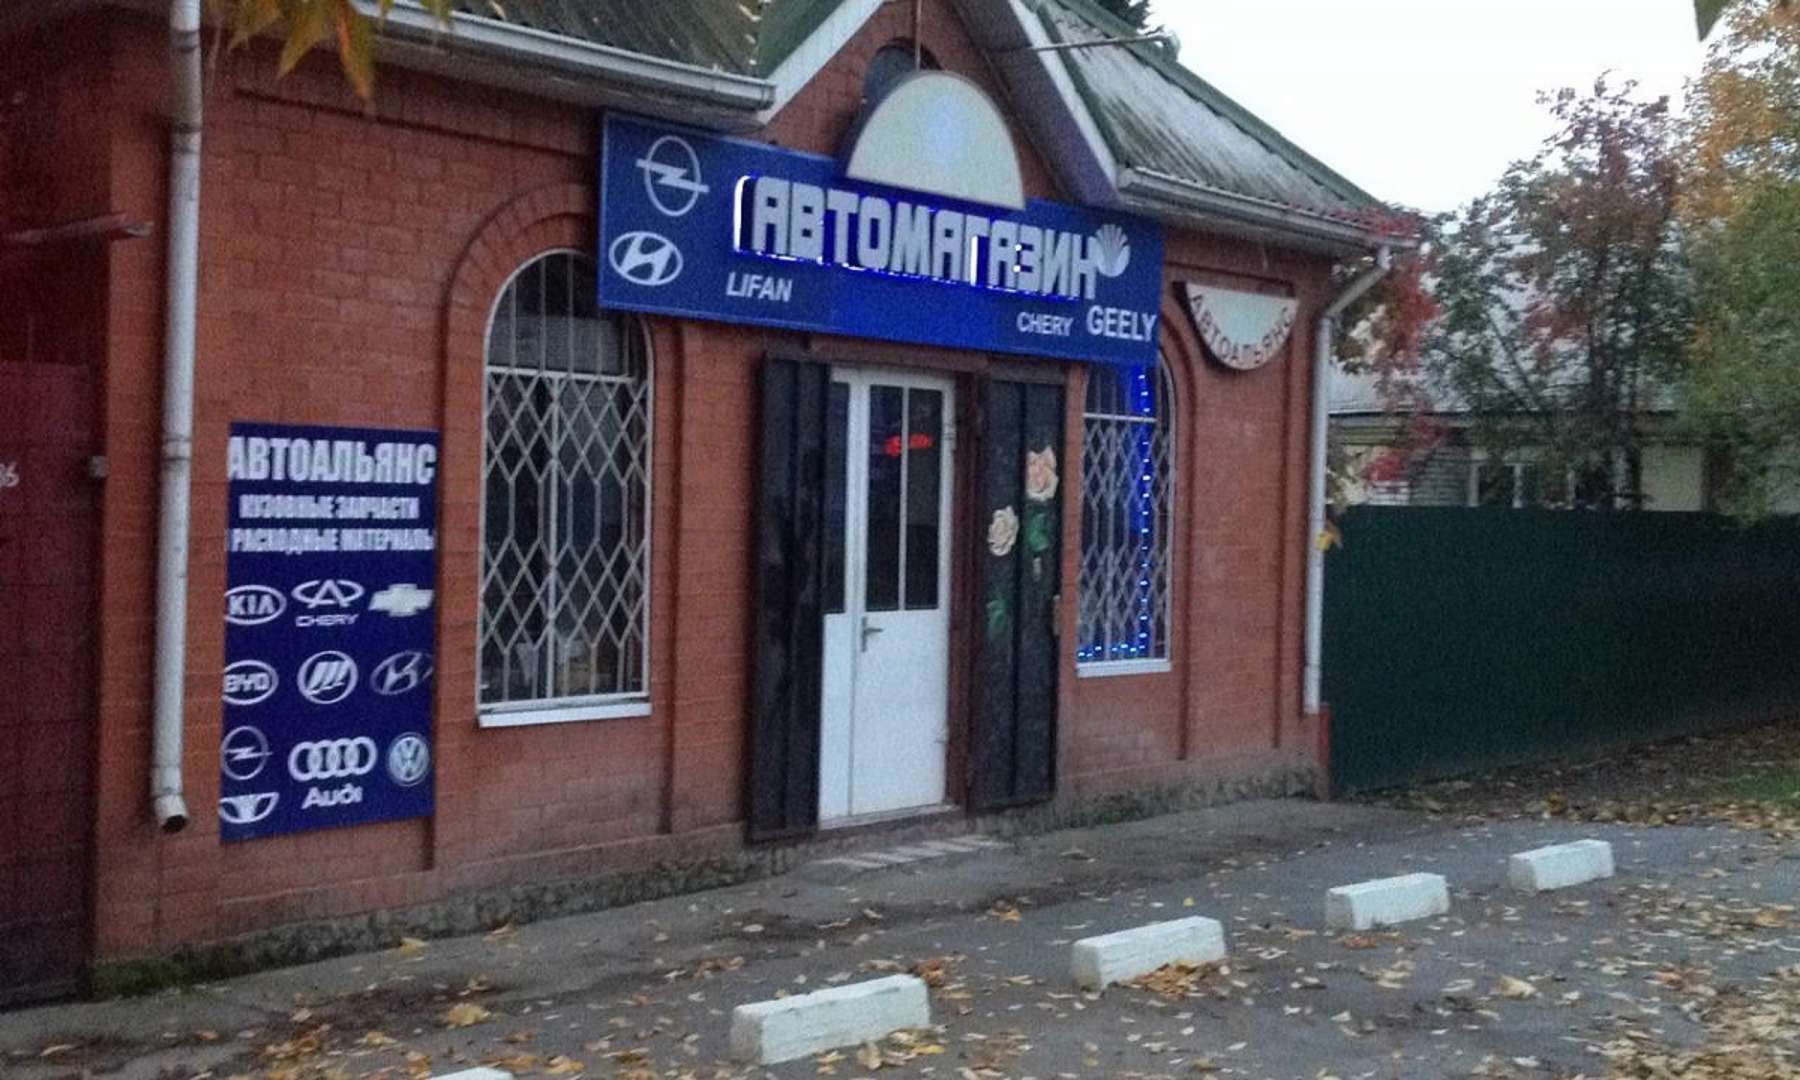 АВТОМАГАЗИН
LIFAN
CHERY
GEELY
АВТОАЛЬЯНС
АВТОАЛЬЯНС
КУЗОВНЫЕ ЗАПЧАСТИ
РАСХОДНЫЕ МАТЕРИАЛЫ
KIA
CHERY
BYD
Audi